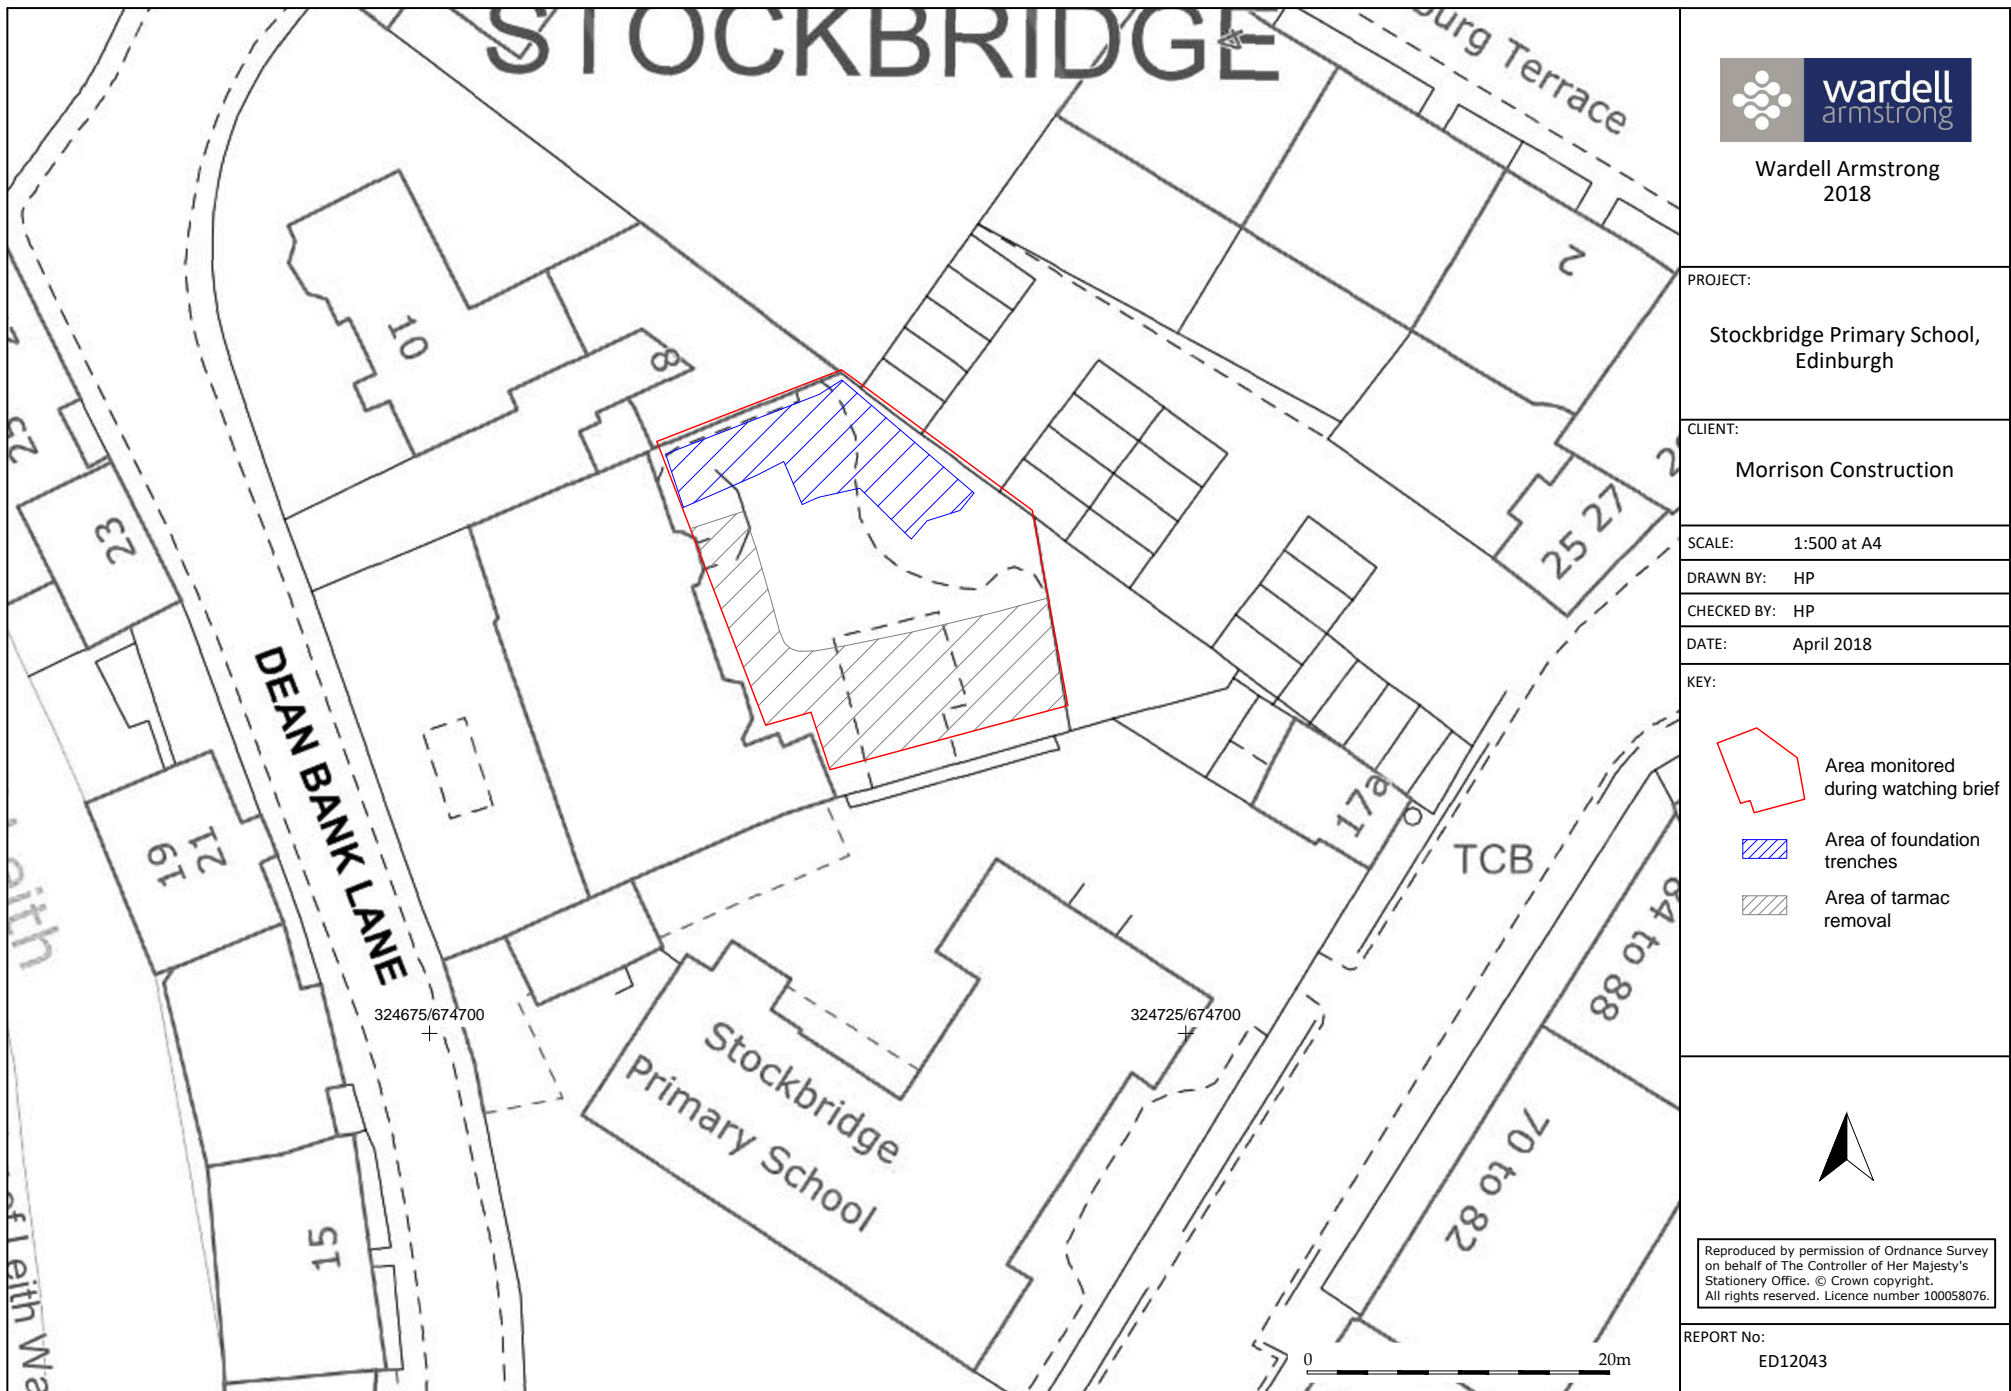 STOCKBRIDGE
burg Terrace
2
10
8
25
23
25 27
DEAN BANK LANE
19
21
17a
TCB
84 to 88
324675/674700
324725/674700
Stockbridge
Primary School
70 to 82
15
0 20m
wardell
armstrong
Wardell Armstrong
2018
PROJECT:
Stockbridge Primary School,
Edinburgh
CLIENT:
Morrison Construction
SCALE: 1:500 at A4
DRAWN BY: HP
CHECKED BY: HP
DATE: April 2018
KEY:
Area monitored
during watching brief
Area of foundation
trenches
Area of tarmac
removal
Reproduced by permission of Ordnance Survey
on behalf of The Controller of Her Majesty's
Stationery Office. © Crown copyright.
All rights reserved. Licence number 100058076.
REPORT No:
ED12043